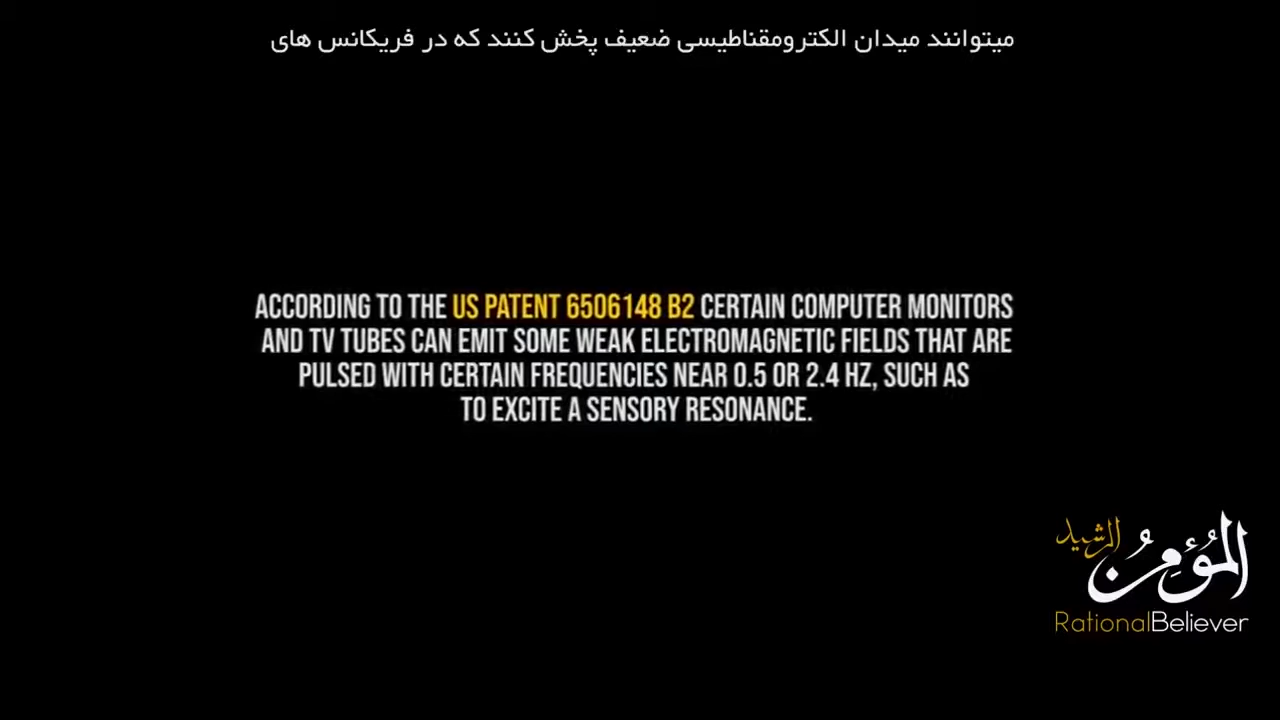 میتوانند میدان الکترومقناطیسی ضعیف پخش کنند که در فریکانس های
ACCORDING TO THE US PATENT 6506148 B2 CERTAIN COMPUTER MONITORS
AND TV TUBES CAN EMIT SOME WEAK ELECTROMAGNETIC FIELDS THAT ARE
PULSED WITH CERTAIN FREQUENCIES NEAR 0.5 OR 2.4 HZ, SUCH AS
TO EXCITE A SENSORY RESONANCE.
المُؤمِنُ الرشيد
RationalBeliever